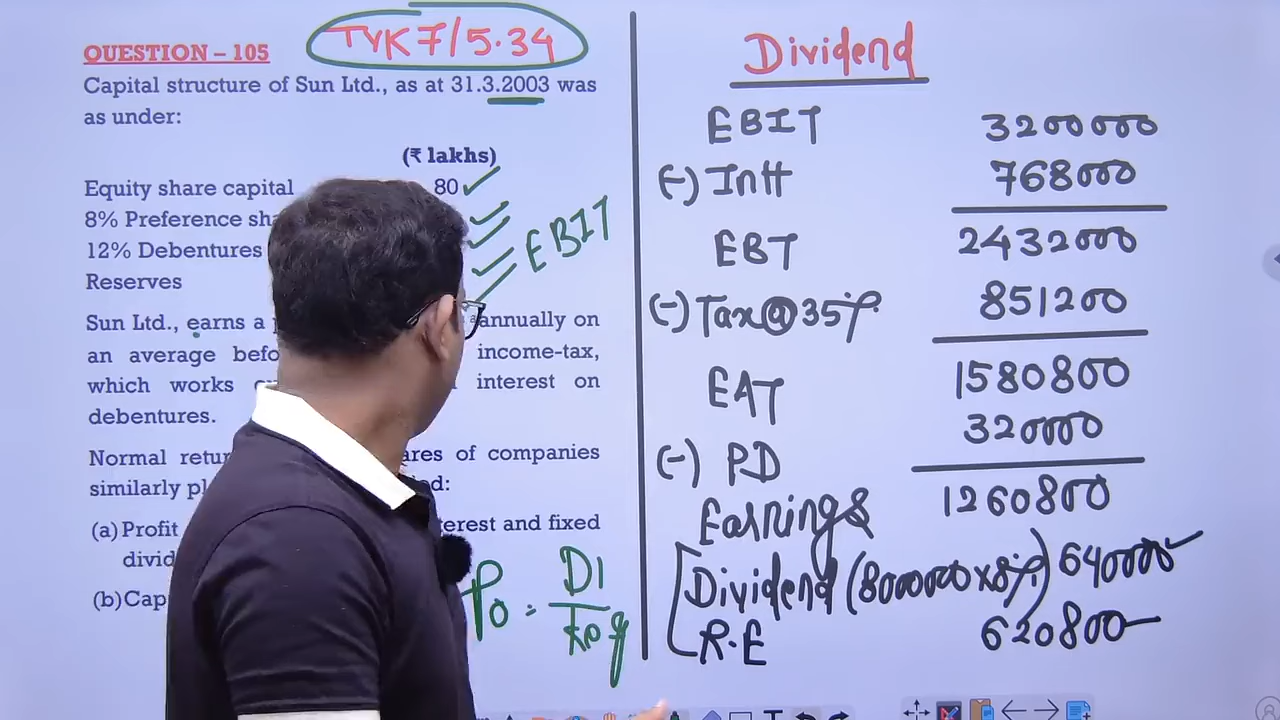 QUESTION – 105
TYK 7/5.34
Capital structure of Sun Ltd., as at 31.3.2003 was
as under:
(₹ lakhs)
Equity share capital 80
8% Preference sha
12% Debentures
Reserves
EBIT
Sun Ltd., earns a annually on
an average befo income-tax,
which works interest on
debentures.
Normal retur ares of companies
similarly pl ed:
(a) Profit terest and fixed
divid
(b) Cap
P0 = D1
Ke-g
Dividend
EBIT 3200000
(-) Intt 768000
EBT 2432000
(-) Tax@35% 851200
EAT 1580800
(-) PD 320000
Earnings 1260800
Dividend (8000000x8%) 640000
R.E 620800